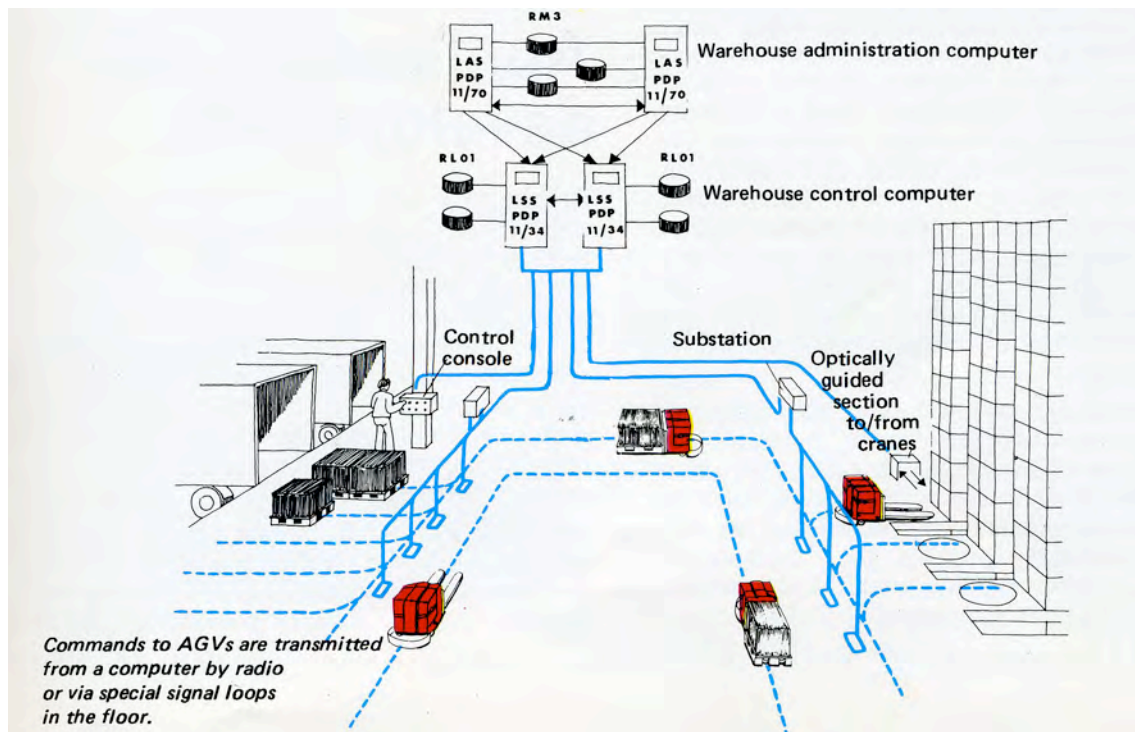 RM3
LAS
PDP
11/70
LAS
PDP
11/70
Warehouse administration computer
RL01
LSS
PDP
11/34
LSS
PDP
11/34
RL01
Warehouse control computer
Control
console
Substation
Optically
guided
section
to/from
cranes
Commands to AGVs are transmitted
from a computer by radio
or via special signal loops
in the floor.